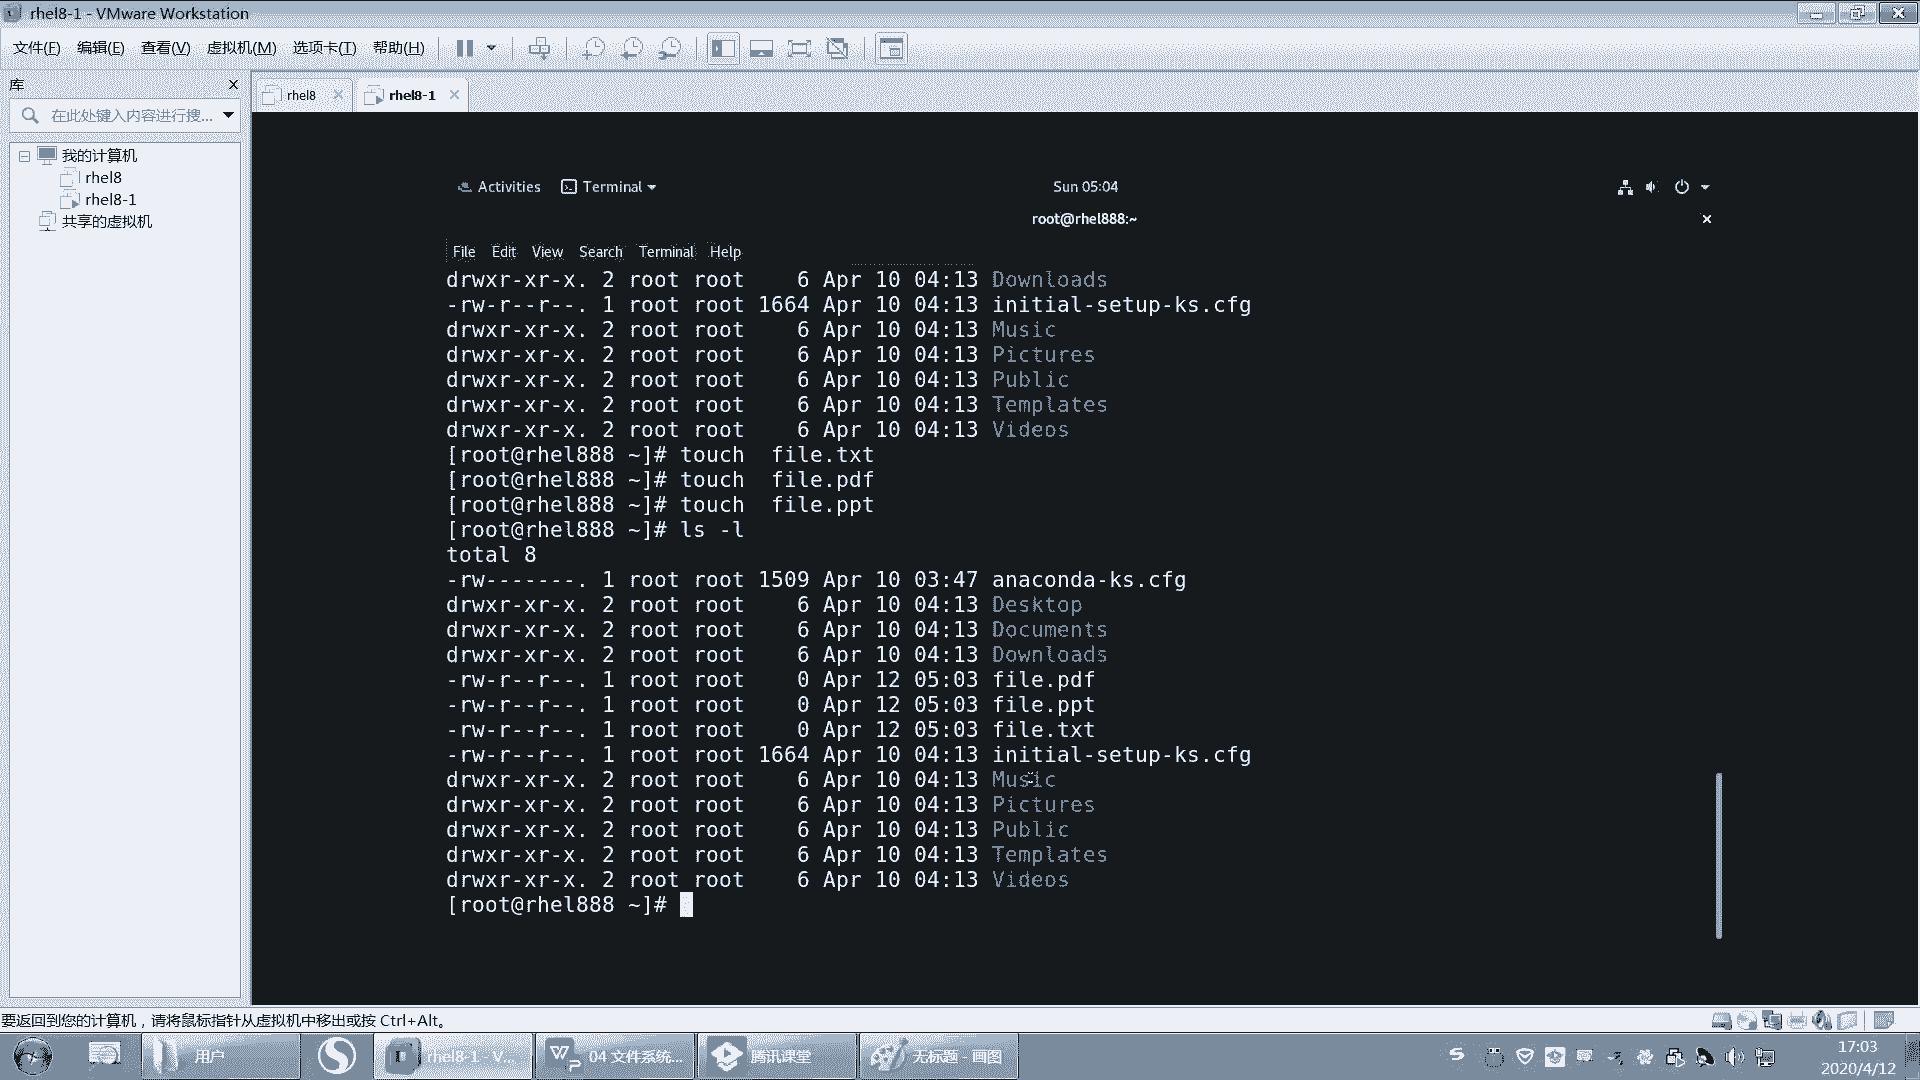 rhel8-1 - VMware Workstation
文件(F) 编辑(E) 查看(V) 虚拟机(M) 选项卡(T) 帮助(H)
库
在此处键入内容进行搜...
我的计算机
rhel8
rhel8-1
共享的虚拟机
rhel8
rhel8-1
Activities Terminal Sun 05:04
root@rhel888:~
File Edit View Search Terminal Help
drwxr-xr-x. 2 root root    6 Apr 10 04:13 Downloads
-rw-r--r--. 1 root root 1664 Apr 10 04:13 initial-setup-ks.cfg
drwxr-xr-x. 2 root root    6 Apr 10 04:13 Music
drwxr-xr-x. 2 root root    6 Apr 10 04:13 Pictures
drwxr-xr-x. 2 root root    6 Apr 10 04:13 Public
drwxr-xr-x. 2 root root    6 Apr 10 04:13 Templates
drwxr-xr-x. 2 root root    6 Apr 10 04:13 Videos
[root@rhel888 ~]# touch  file.txt
[root@rhel888 ~]# touch  file.pdf
[root@rhel888 ~]# touch  file.ppt
[root@rhel888 ~]# ls -l
total 8
-rw-------. 1 root root 1509 Apr 10 03:47 anaconda-ks.cfg
drwxr-xr-x. 2 root root    6 Apr 10 04:13 Desktop
drwxr-xr-x. 2 root root    6 Apr 10 04:13 Documents
drwxr-xr-x. 2 root root    6 Apr 10 04:13 Downloads
-rw-r--r--. 1 root root    0 Apr 12 05:03 file.pdf
-rw-r--r--. 1 root root    0 Apr 12 05:03 file.ppt
-rw-r--r--. 1 root root    0 Apr 12 05:03 file.txt
-rw-r--r--. 1 root root 1664 Apr 10 04:13 initial-setup-ks.cfg
drwxr-xr-x. 2 root root    6 Apr 10 04:13 Music
drwxr-xr-x. 2 root root    6 Apr 10 04:13 Pictures
drwxr-xr-x. 2 root root    6 Apr 10 04:13 Public
drwxr-xr-x. 2 root root    6 Apr 10 04:13 Templates
drwxr-xr-x. 2 root root    6 Apr 10 04:13 Videos
[root@rhel888 ~]#
要返回到您的计算机，请将鼠标指针从虚拟机中移出或按 Ctrl+Alt。
用户 rhel8-1 - V... 04 文件系统... 腾讯课堂 无标题 - 画图
17:03
2020/4/12